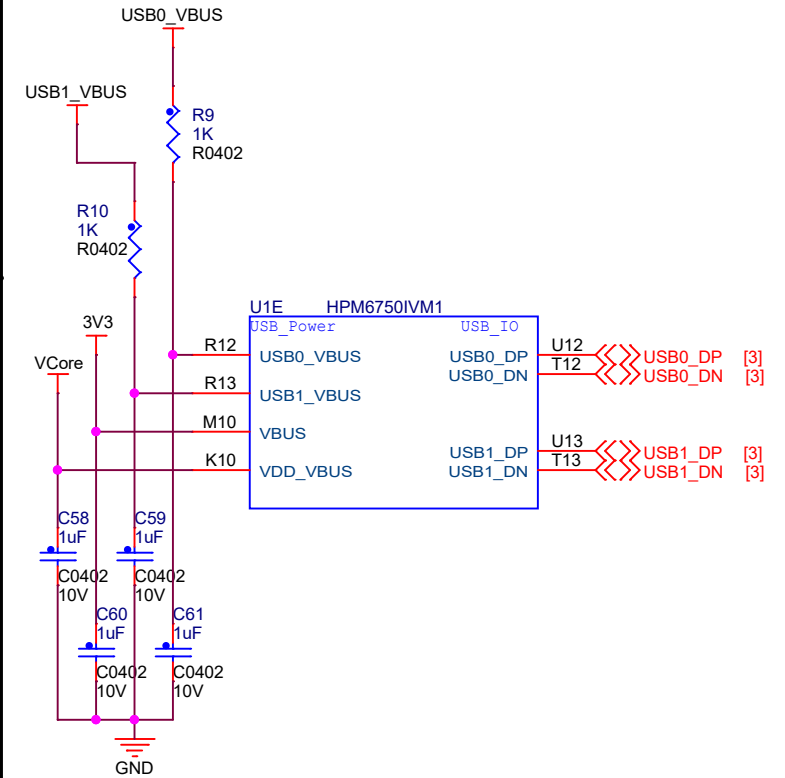 USB0_VBUS
USB1_VBUS
R9
1K
R0402
R10
1K
R0402
3V3
VCore
U1E HPM6750IVM1
USB_Power USB_IO
R12 USB0_VBUS USB0_DP U12 USB0_DP [3]
USB0_DN T12 USB0_DN [3]
R13 USB1_VBUS
M10 VBUS
USB1_DP U13 USB1_DP [3]
K10 VDD_VBUS USB1_DN T13 USB1_DN [3]
C58
1uF
C0402
10V
C59
1uF
C0402
10V
C60
1uF
C0402
10V
C61
1uF
C0402
10V
GND